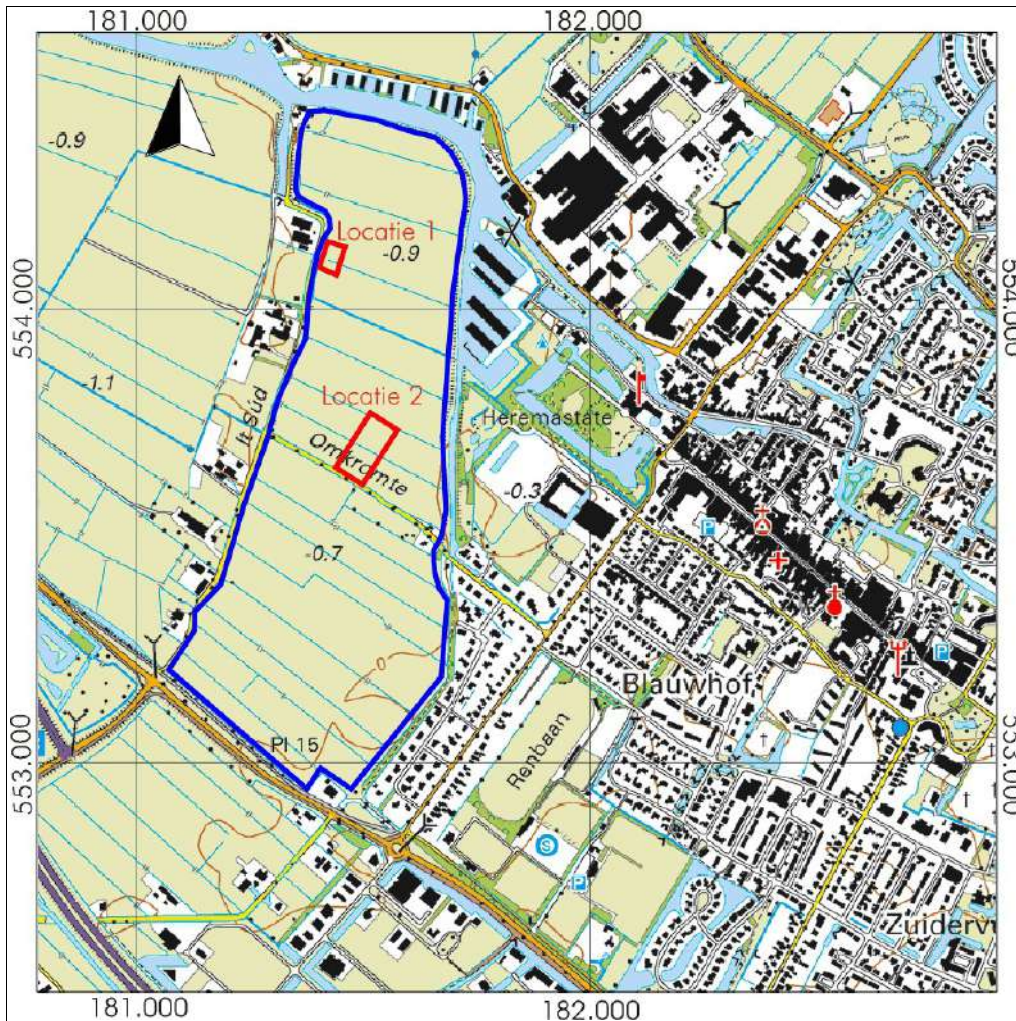 181.000
182.000
-0.9
Locatie 1
-0.9
554.000
554.000
-1.1
Locatie 2
It Súd
Omkromte
Heremastate
-0.3
P
-0.7
0
P
Blauwhof
Pl 15
Renbaan
553.000
553.000
S
P
Zuiderv
181.000
182.000